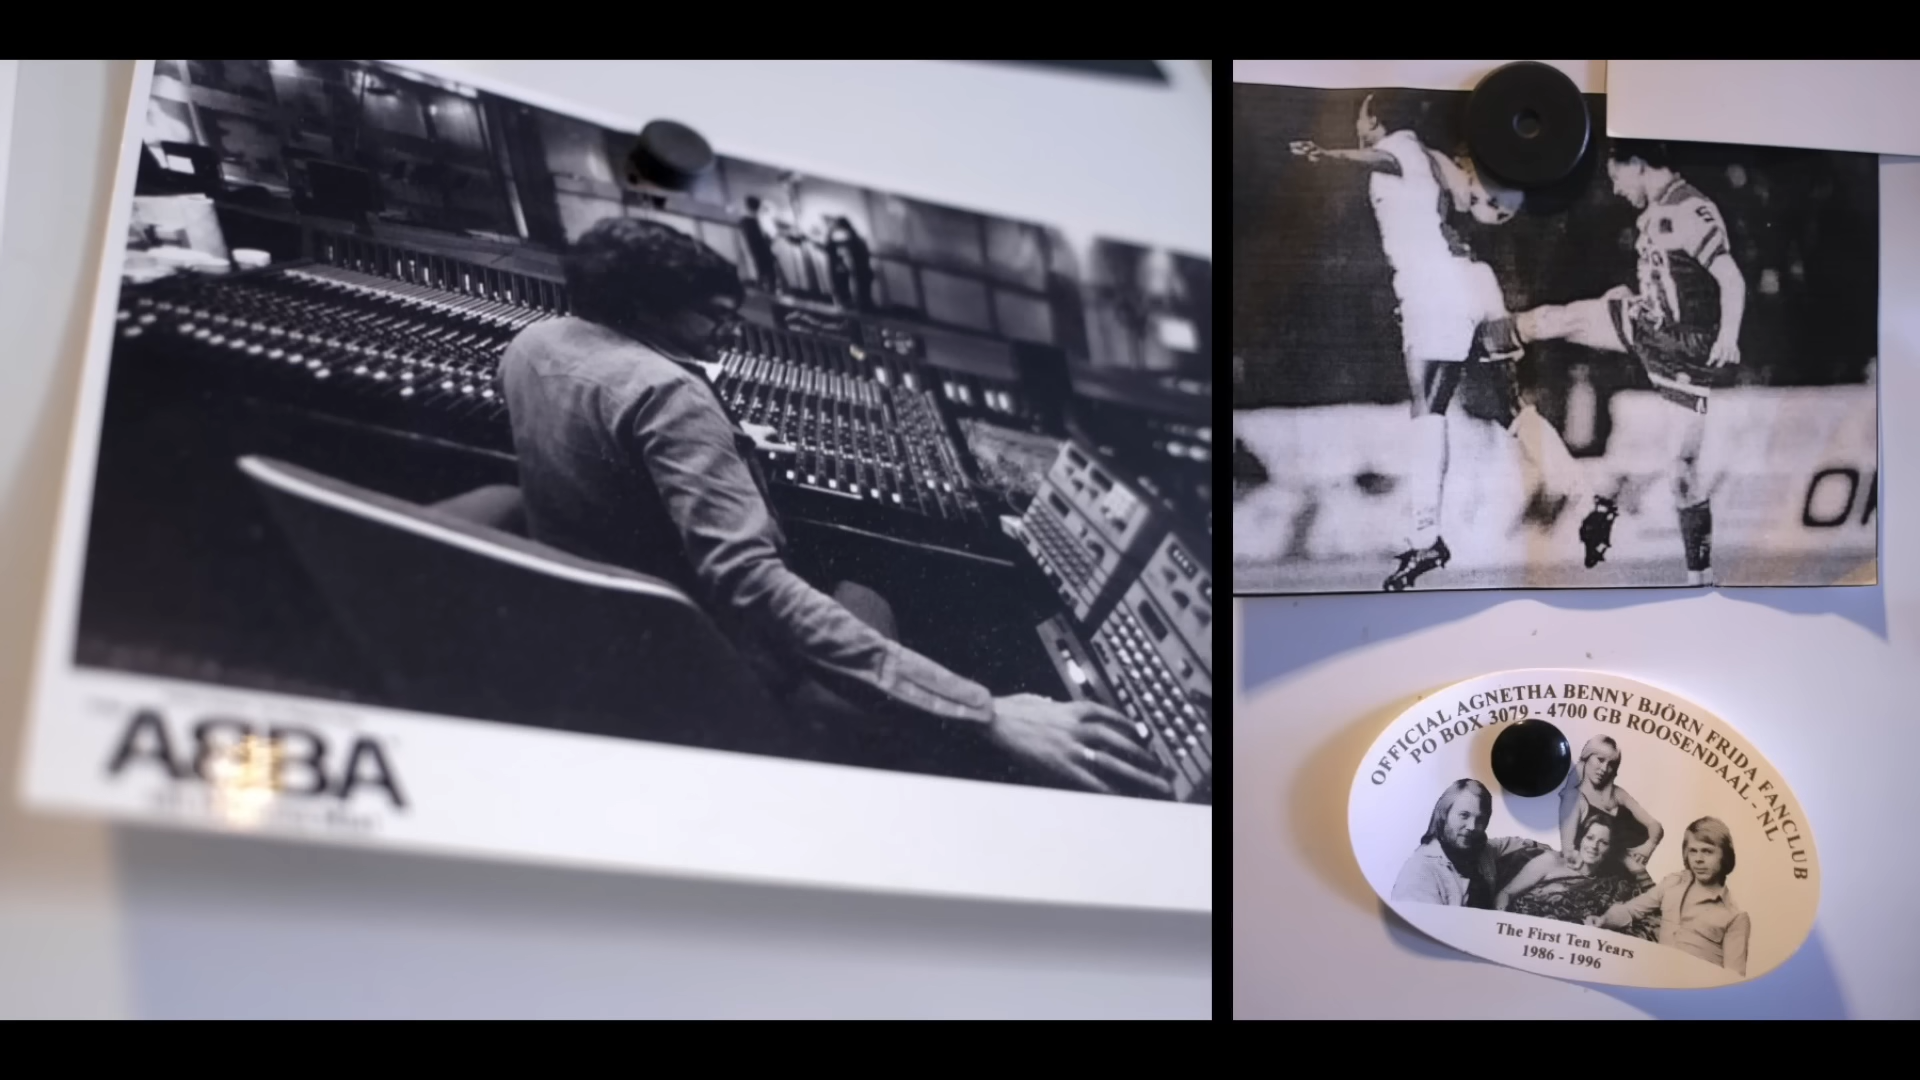 ABBA
5
OK
OFFICIAL AGNETHA BENNY BJÖRN FRIDA FANCLUB
PO BOX 3079 - 4700 GB ROOSENDAAL - NL
The First Ten Years
1986 - 1996